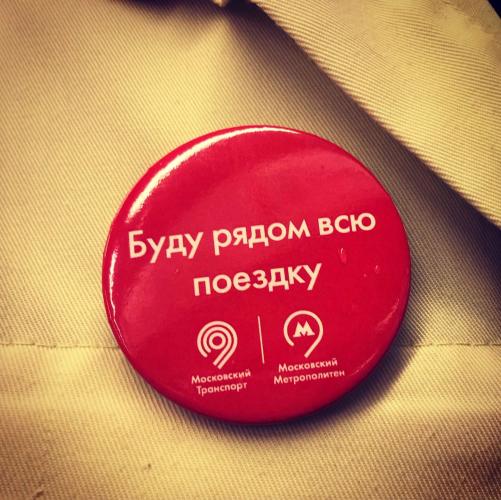 Буду рядом всю
поездку
Московский
Транспорт
М
Московский
Метрополитен